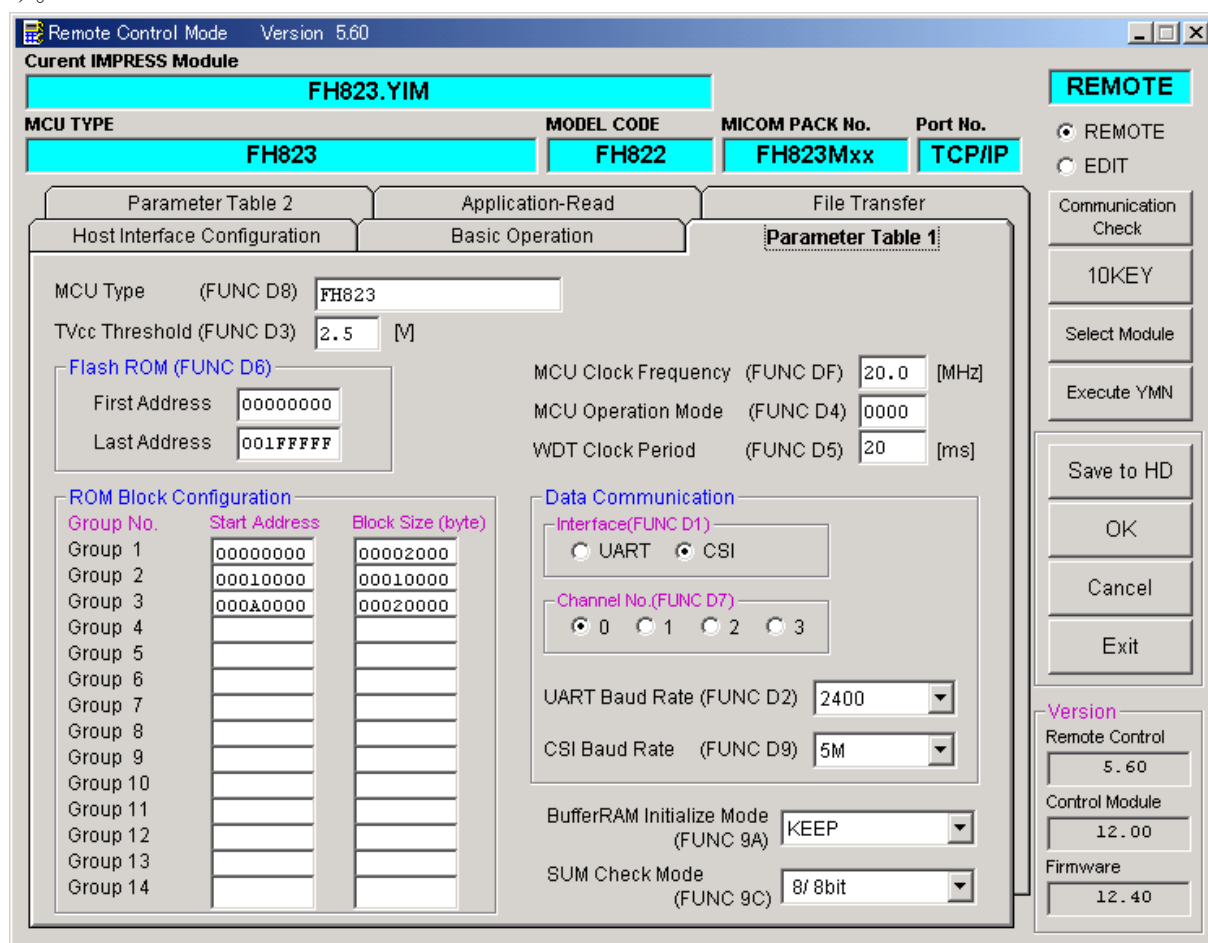 )。
Remote Control Mode Version 5.60
Curent IMPRESS Module
FH823.YIM
REMOTE
MCU TYPE
MODEL CODE
MICOM PACK No.
Port No.
FH823
FH822
FH823Mxx
TCP/IP
REMOTE
EDIT
Parameter Table 2
Application-Read
File Transfer
Host Interface Configuration
Basic Operation
Parameter Table 1
MCU Type (FUNC D8) FH823
TVcc Threshold (FUNC D3) 2.5 [V]
Flash ROM (FUNC D6)
First Address 00000000
Last Address 001FFFFF
MCU Clock Frequency (FUNC DF) 20.0 [MHz]
MCU Operation Mode (FUNC D4) 0000
WDT Clock Period (FUNC D5) 20 [ms]
ROM Block Configuration
Group No. Start Address Block Size (byte)
Group 1 00000000 00002000
Group 2 00010000 00010000
Group 3 000A0000 00020000
Group 4
Group 5
Group 6
Group 7
Group 8
Group 9
Group 10
Group 11
Group 12
Group 13
Group 14
Data Communication
Interface(FUNC D1)
UART CSI
Channel No.(FUNC D7)
0 1 2 3
UART Baud Rate (FUNC D2) 2400
CSI Baud Rate (FUNC D9) 5M
BufferRAM Initialize Mode
(FUNC 9A) KEEP
SUM Check Mode
(FUNC 9C) 8/ 8bit
Communication
Check
10KEY
Select Module
Execute YMN
Save to HD
OK
Cancel
Exit
Version
Remote Control
5.60
Control Module
12.00
Firmware
12.40